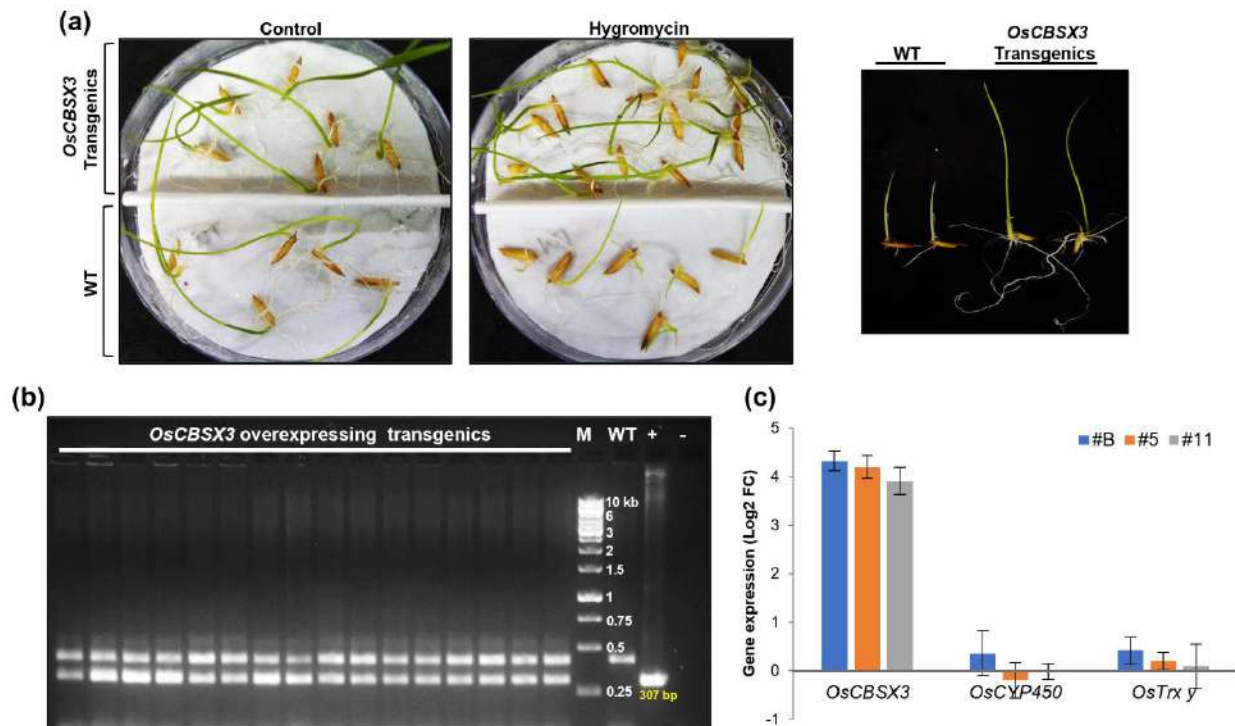 (a)
Control
Hygromycin
OsCBSX3
Transgenics
WT
WT
OsCBSX3
Transgenics
(b)
OsCBSX3 overexpressing transgenics
M WT + -
10 kb
6
3
2
1.5
1
0.75
0.5
0.25
307 bp
(c)
Gene expression (Log2 FC)
5
4
3
2
1
0
-1
#B #5 #11
OsCBSX3 OsCYP450 OsTrx y